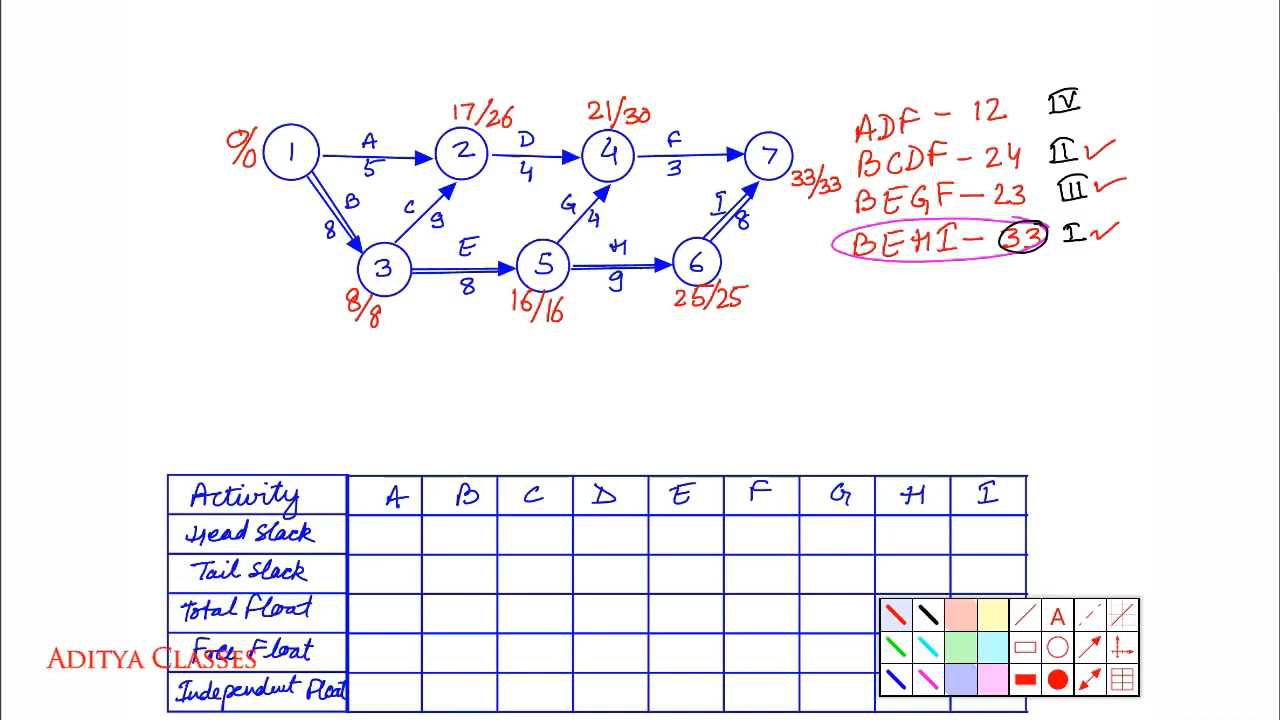 17/26
21/30
ADF - 12 IV
0/0
1
A
5
2
D
4
4
F
3
7
33/33
BCDF - 24 II ✓
BEGF - 23 III ✓
B
8
C
9
G
4
I
8
BEHI - 33 I ✓
3
E
8
5
H
9
6
8/8
16/16
25/25
Activity A B C D E F G H I
Head Slack
Tail Slack
Total Float
Free Float
ADITYA CLASSES
Independent Float
A